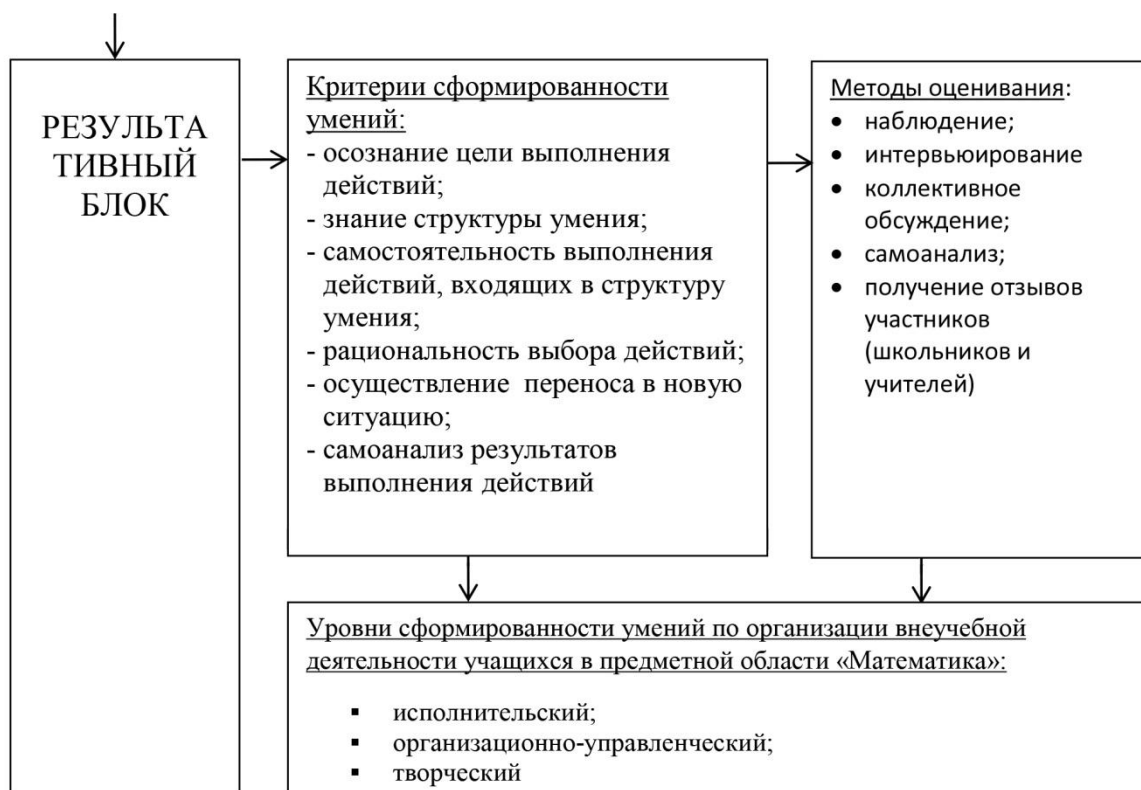 РЕЗУЛЬТА
ТИВНЫЙ
БЛОК
Критерии сформированности
умений:
- осознание цели выполнения
действий;
- знание структуры умения;
- самостоятельность выполнения
действий, входящих в структуру
умения;
- рациональность выбора действий;
- осуществление переноса в новую
ситуацию;
- самоанализ результатов
выполнения действий
Методы оценивания:
• наблюдение;
• интервьюирование
• коллективное
обсуждение;
• самоанализ;
• получение отзывов
участников
(школьников и
учителей)
Уровни сформированности умений по организации внеучебной
деятельности учащихся в предметной области «Математика»:
▪ исполнительский;
▪ организационно-управленческий;
▪ творческий